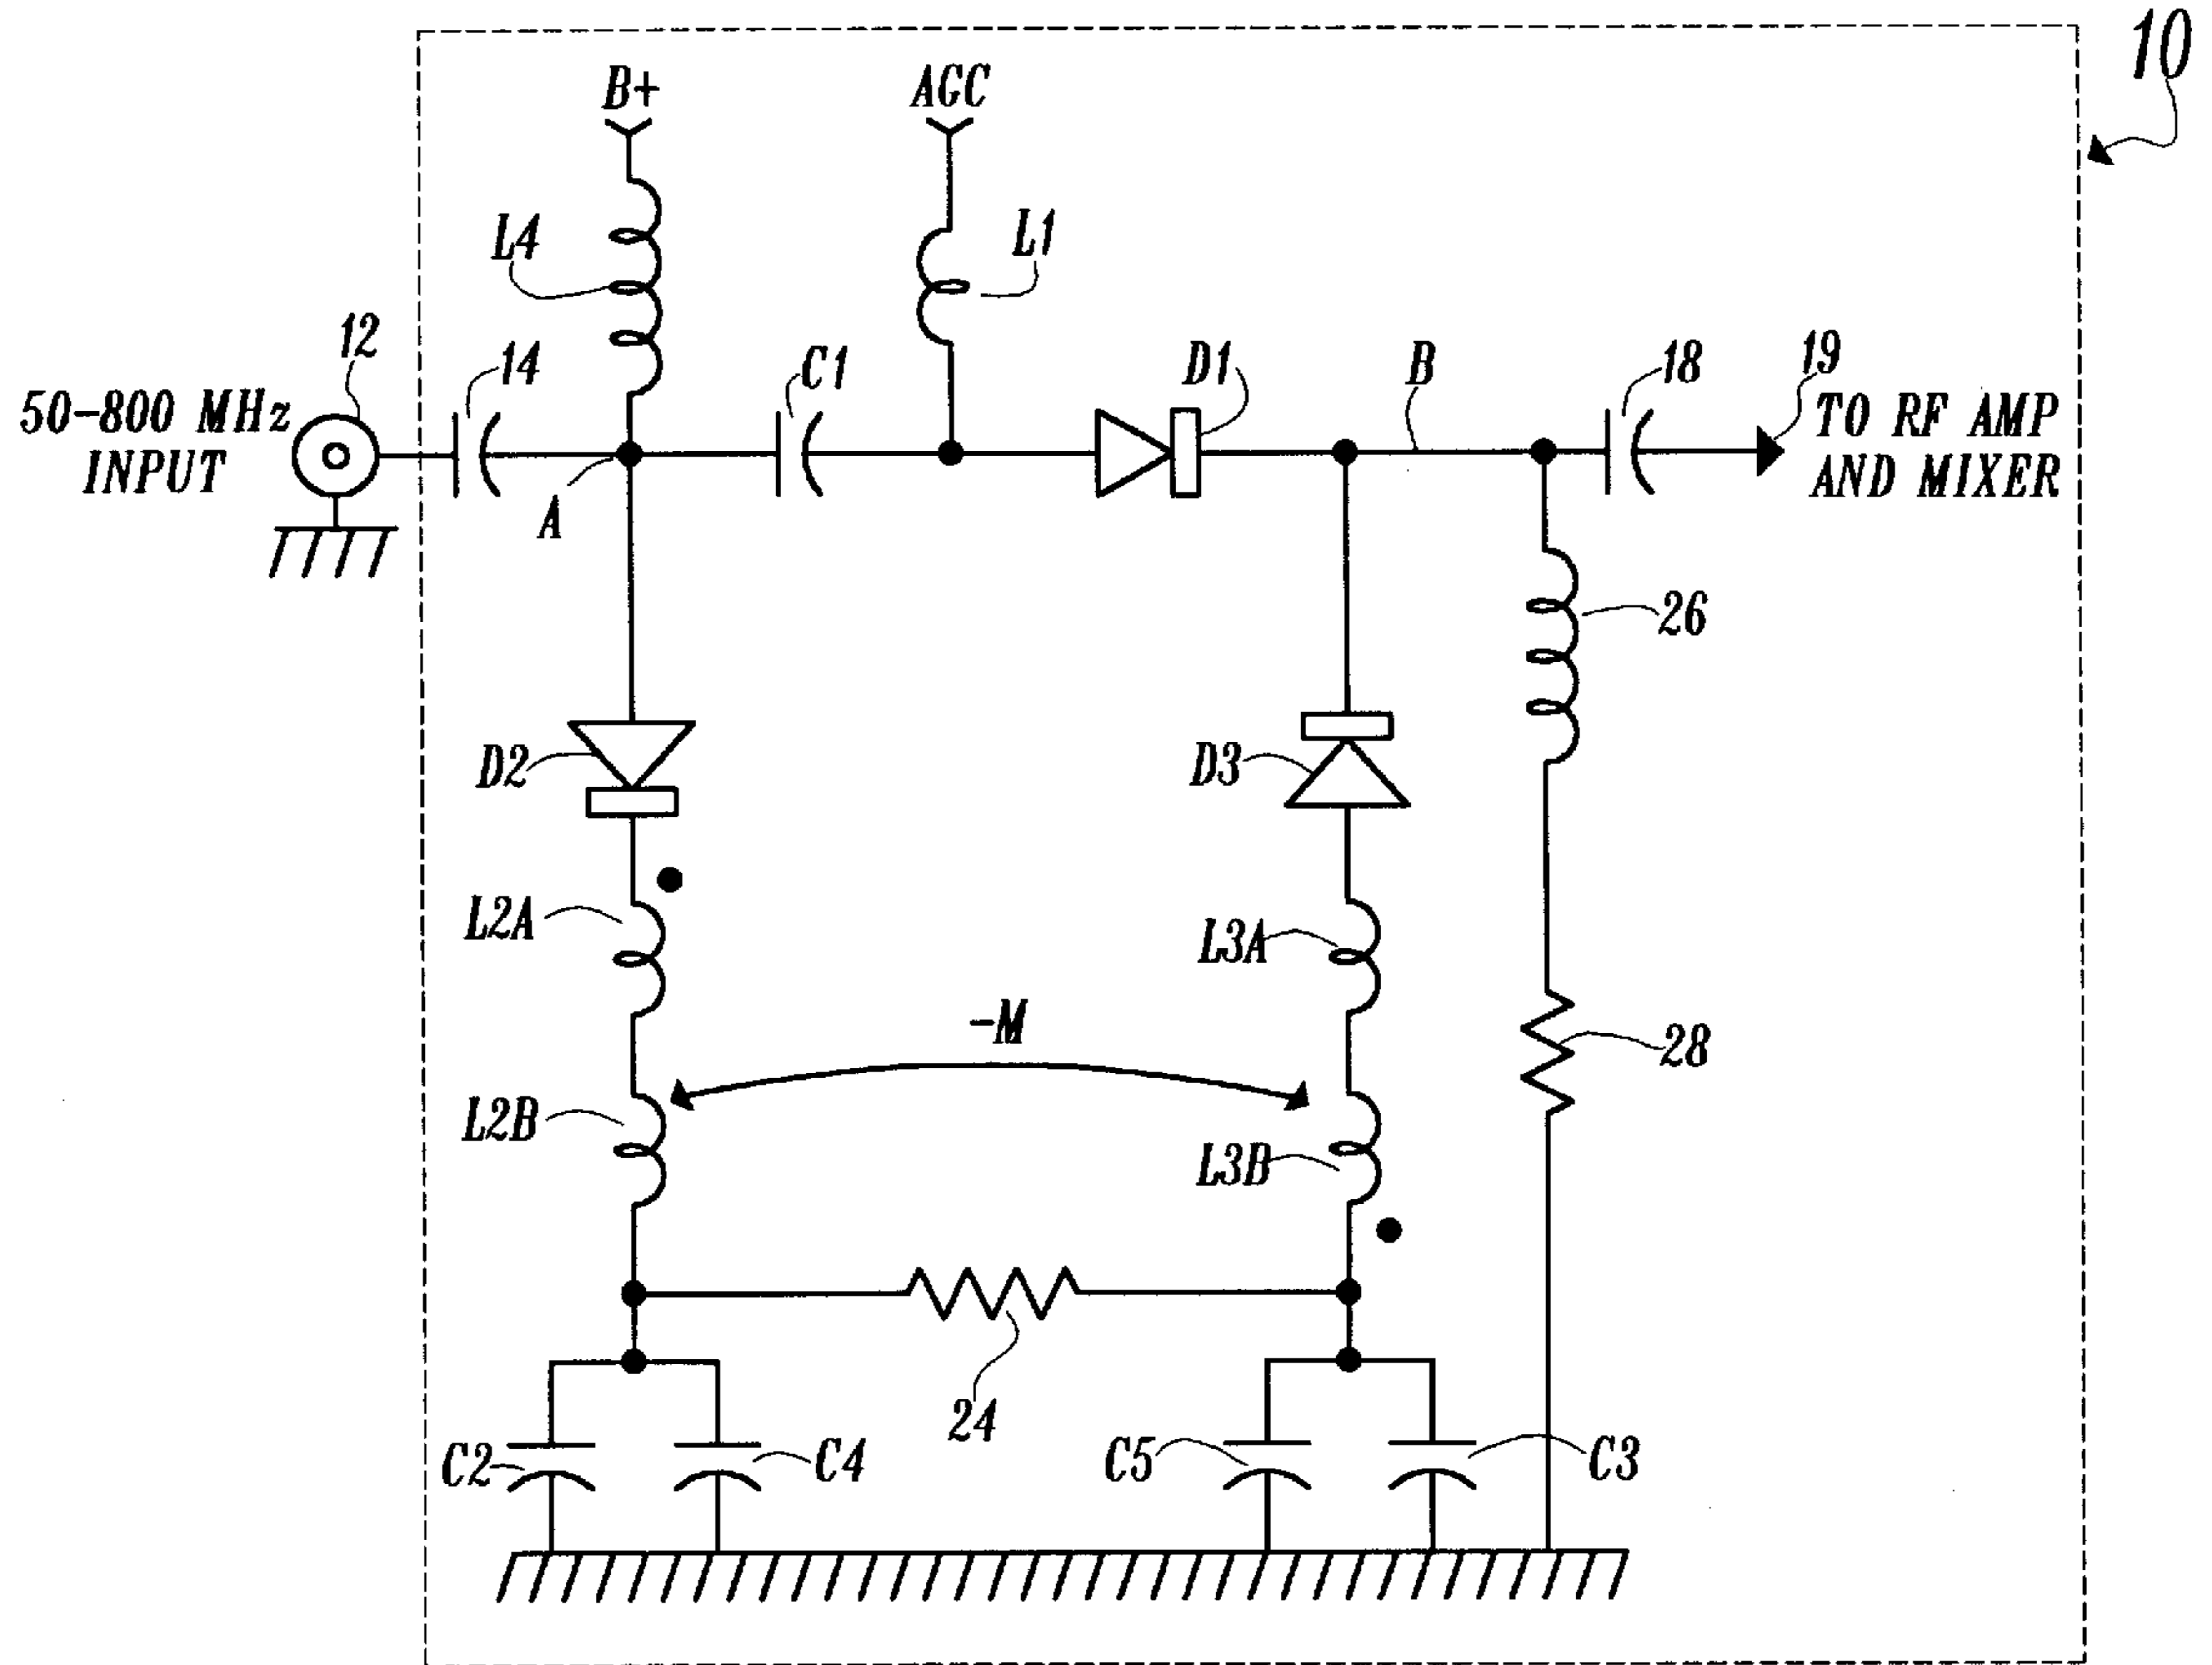 10
B+
AGC
L4
L1
12
14
C1
D1
B
18
19
50-800 MHz
INPUT
TO RF AMP
AND MIXER
A
26
D2
D3
L2A
L3A
-M
28
L2B
L3B
24
C2
C4
C5
C3